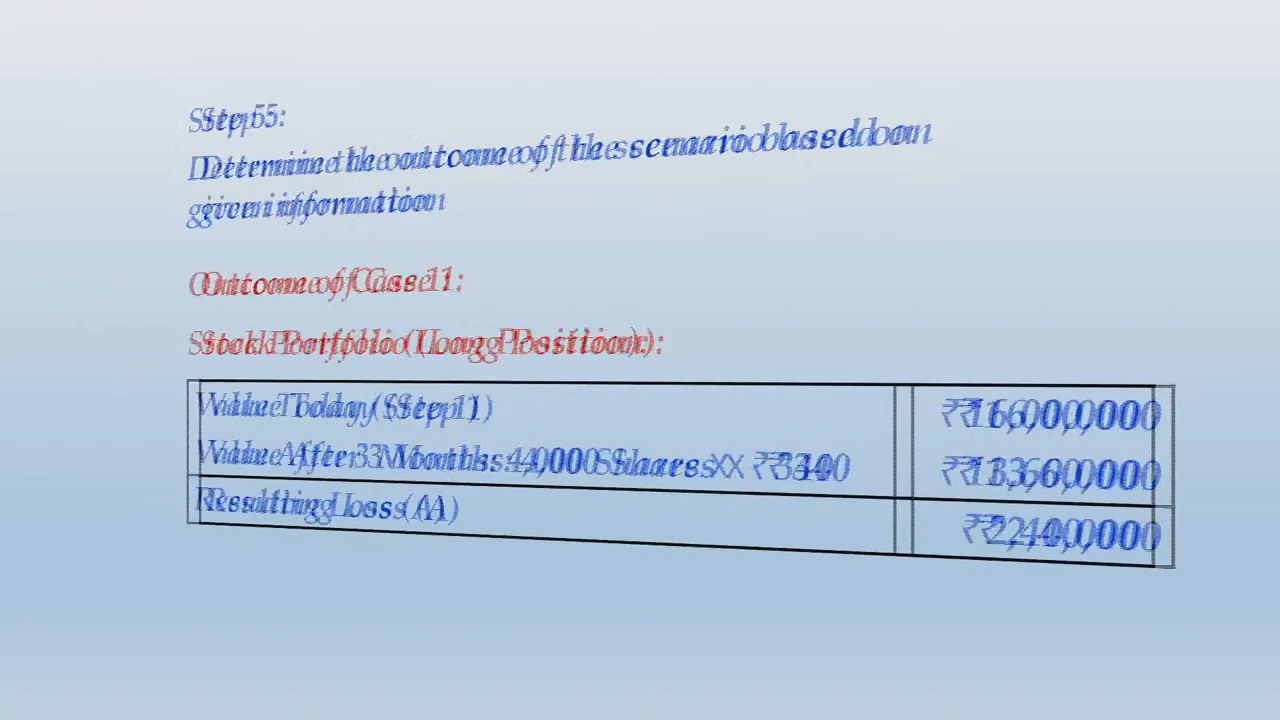 Step 5:
Determine the outcome of the scenario based on
given information
Outcome of Case 1:
Stock Portfolio (Long Position):
Value Today (Step 1) ₹16,00,000
Value After 3 Months: 4,000 Shares X ₹340 ₹13,60,000
Resulting Loss (A) ₹2,40,000